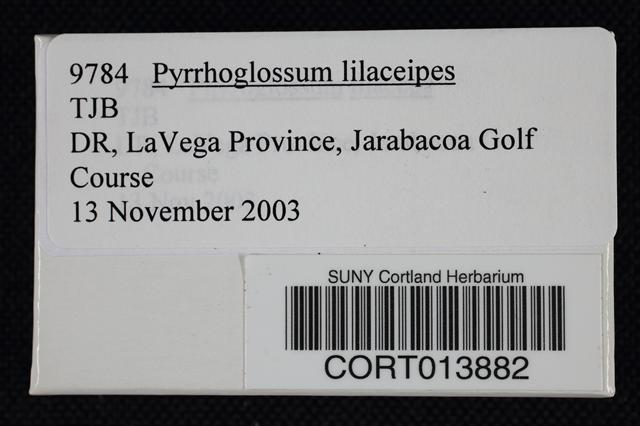 9784 Pyrrhoglossum lilaceipes
TJB
DR, LaVega Province, Jarabacoa Golf
Course
13 November 2003
SUNY Cortland Herbarium
CORT013882